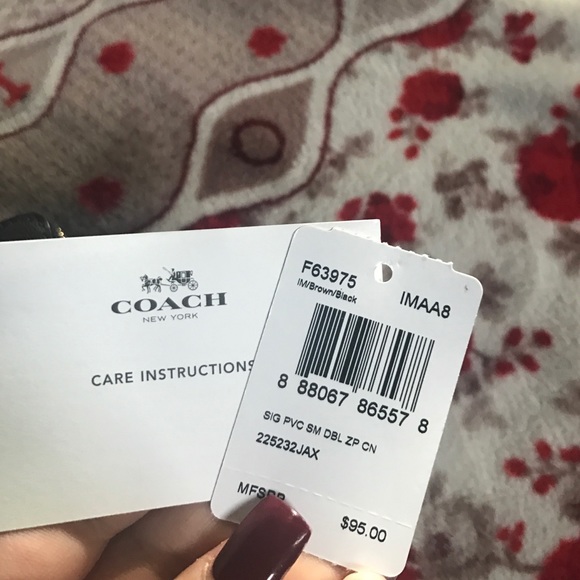 COACH
NEW YORK
CARE INSTRUCTIONS
F63975
IMAA8
IM/Brown/Black
8 88067 86557 8
SIG PVC SM DBL ZP CN
225232JAX
$95.00